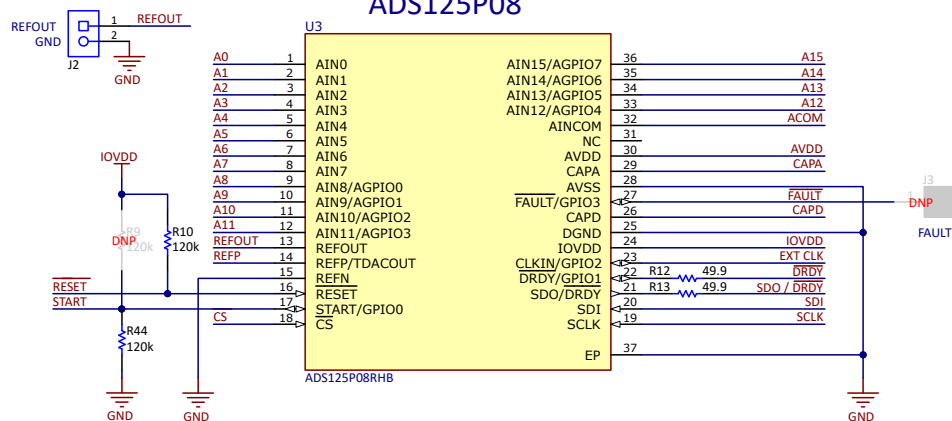 ADS125P08
REFOUT
GND
1
2
REFOUT
J2
GND
U3
A0 1 AIN0
A1 2 AIN1
A2 3 AIN2
A3 4 AIN3
A4 5 AIN4
A5 6 AIN5
A6 7 AIN6
A7 8 AIN7
A8 9 AIN8/AGPIO0
A9 10 AIN9/AGPIO1
A10 11 AIN10/AGPIO2
A11 12 AIN11/AGPIO3
REFOUT 13 REFOUT
REFP 14 REFP/TDACOUT
15 REFN
RESET 16 RESET
START 17 START/GPIO0
CS 18 CS
AIN15/AGPIO7 36 A15
AIN14/AGPIO6 35 A14
AIN13/AGPIO5 34 A13
AIN12/AGPIO4 33 A12
AINCOM 32 ACOM
NC 31
AVDD 30 AVDD
CAPA 29 CAPA
AVSS 28
FAULT/GPIO3 27 FAULT
CAPD 26 CAPD
DGND 25
IOVDD 24 IOVDD
CLKIN/GPIO2 23 EXT CLK
DRDY/GPIO1 22 R12 49.9 DRDY
SDO/DRDY 21 R13 49.9 SDO / DRDY
SDI 20 SDI
SCLK 19 SCLK
EP 37
ADS125P08RHB
IOVDD
R9
DNP
120k
R10
120k
R44
120k
GND
GND
GND
J3
1
DNP
FAULT